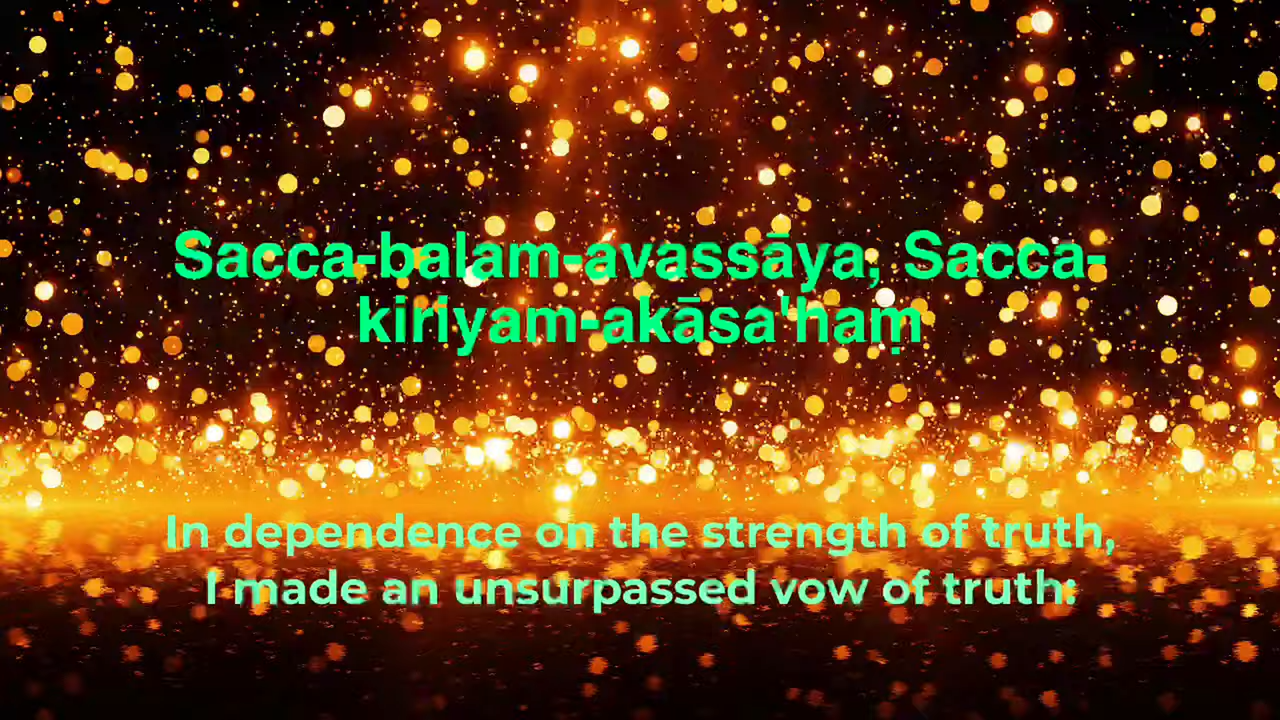 Sacca-balam-avassāya, Sacca-
kiriyam-akāsa'haṃ
In dependence on the strength of truth,
I made an unsurpassed vow of truth: